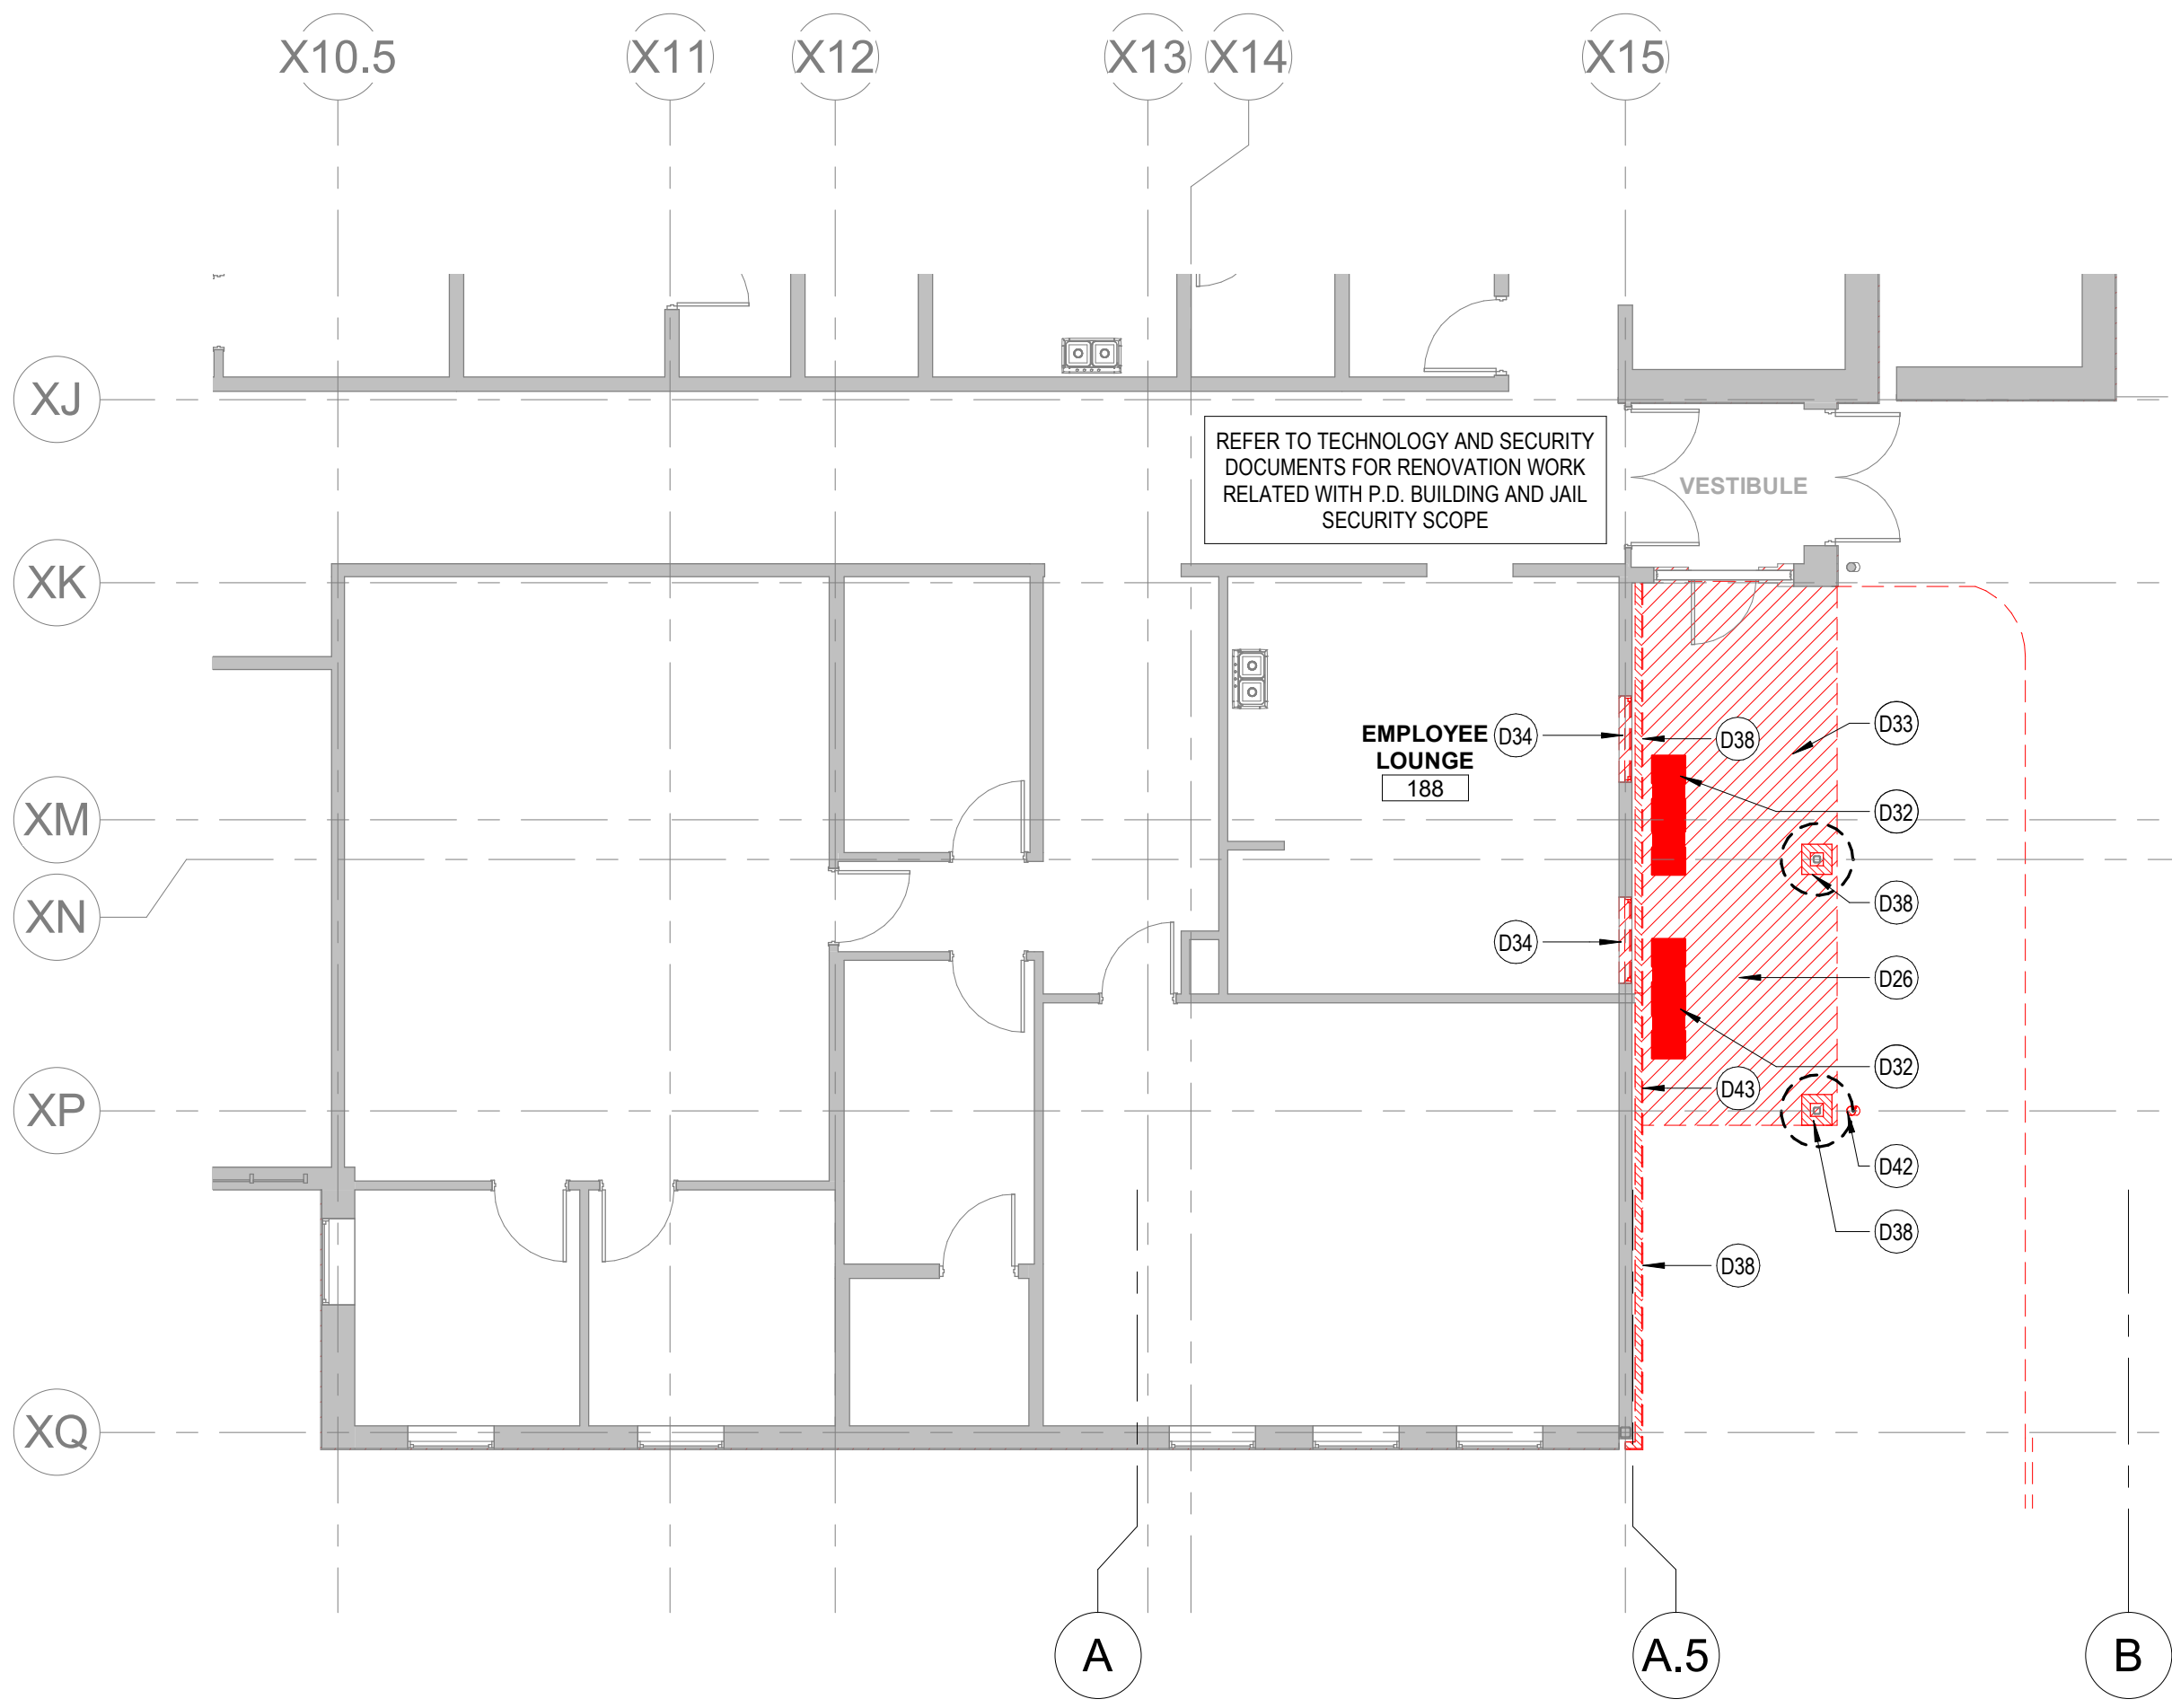 X10.5
X11
X12
X13
X14
X15
XJ
REFER TO TECHNOLOGY AND SECURITY
DOCUMENTS FOR RENOVATION WORK
RELATED WITH P.D. BUILDING AND JAIL
SECURITY SCOPE
VESTIBULE
XK
EMPLOYEE
LOUNGE
188
D34
D38
D33
D32
XM
D38
XN
D34
D26
D32
D43
XP
D42
D38
D38
XQ
A
A.5
B